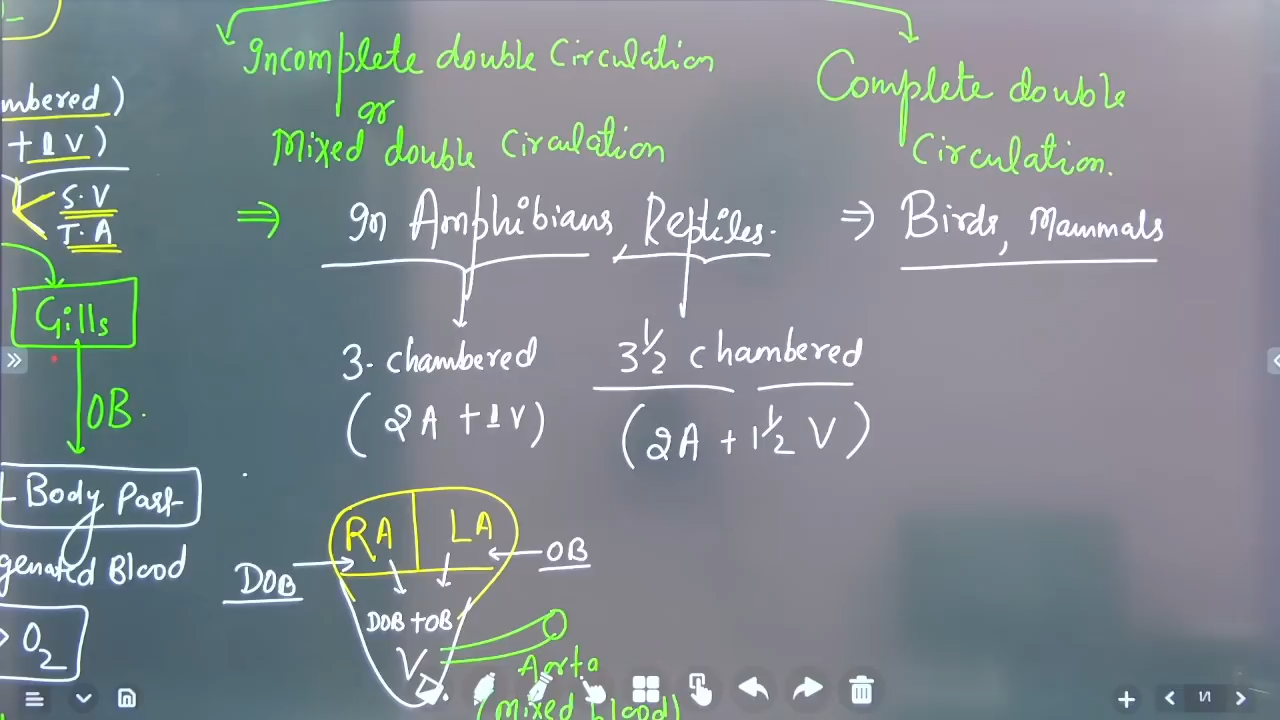 Incomplete double Circulation
or
Mixed double Circulation
Complete double
Circulation.
mbered)
+ 1 V)
S.V
T.A
Gills
OB.
Body Part
genated Blood
O2
⇒ In Amphibians, Reptiles.
⇒ Birds, Mammals
3. chambered
(2A + 1V)
3½ chambered
(2A + 1½ V)
RA
LA
DOB
OB
DOB + OB
V
Aorta
(Mixed blood)